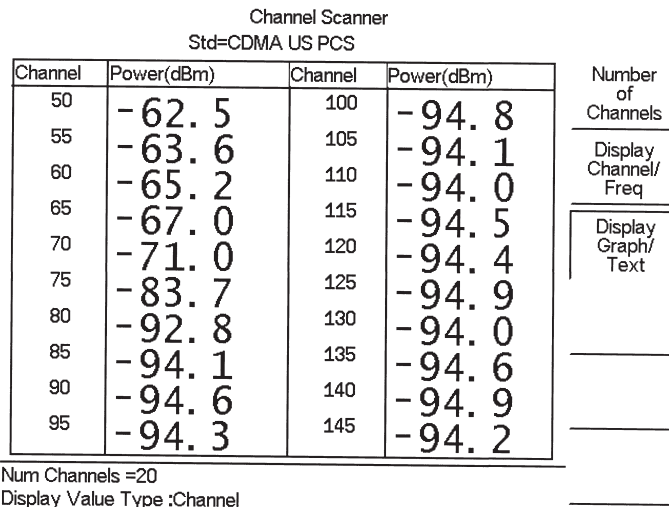 Channel Scanner
Std=CDMA US PCS
Channel Power(dBm) Channel Power(dBm)
50 -62.5 100 -94.8
55 -63.6 105 -94.1
60 -65.2 110 -94.0
65 -67.0 115 -94.5
70 -71.0 120 -94.4
75 -83.7 125 -94.9
80 -92.8 130 -94.0
85 -94.1 135 -94.6
90 -94.6 140 -94.9
95 -94.3 145 -94.2
Num Channels =20
Display Value Type :Channel
Number
of
Channels
Display
Channel/
Freq
Display
Graph/
Text